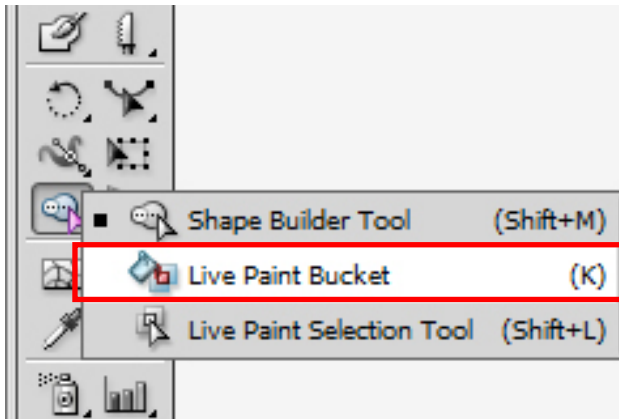 Shape Builder Tool (Shift+M)
Live Paint Bucket (K)
Live Paint Selection Tool (Shift+L)